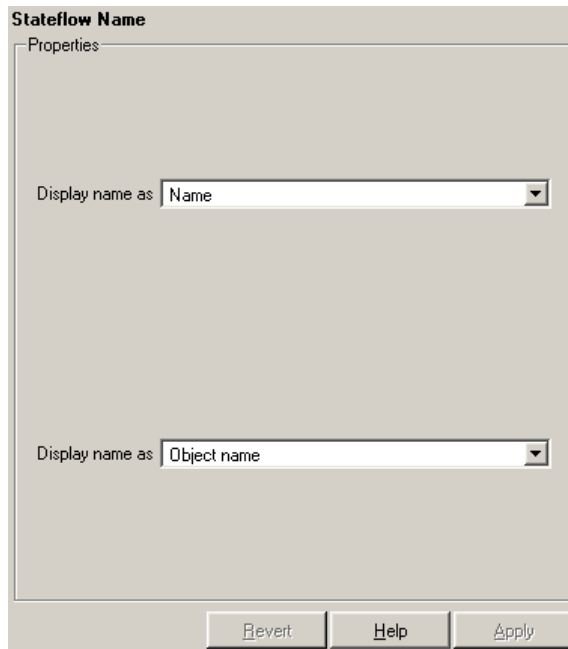 Stateflow Name
Properties
Display name as Name
Display name as Object name
Revert Help Apply